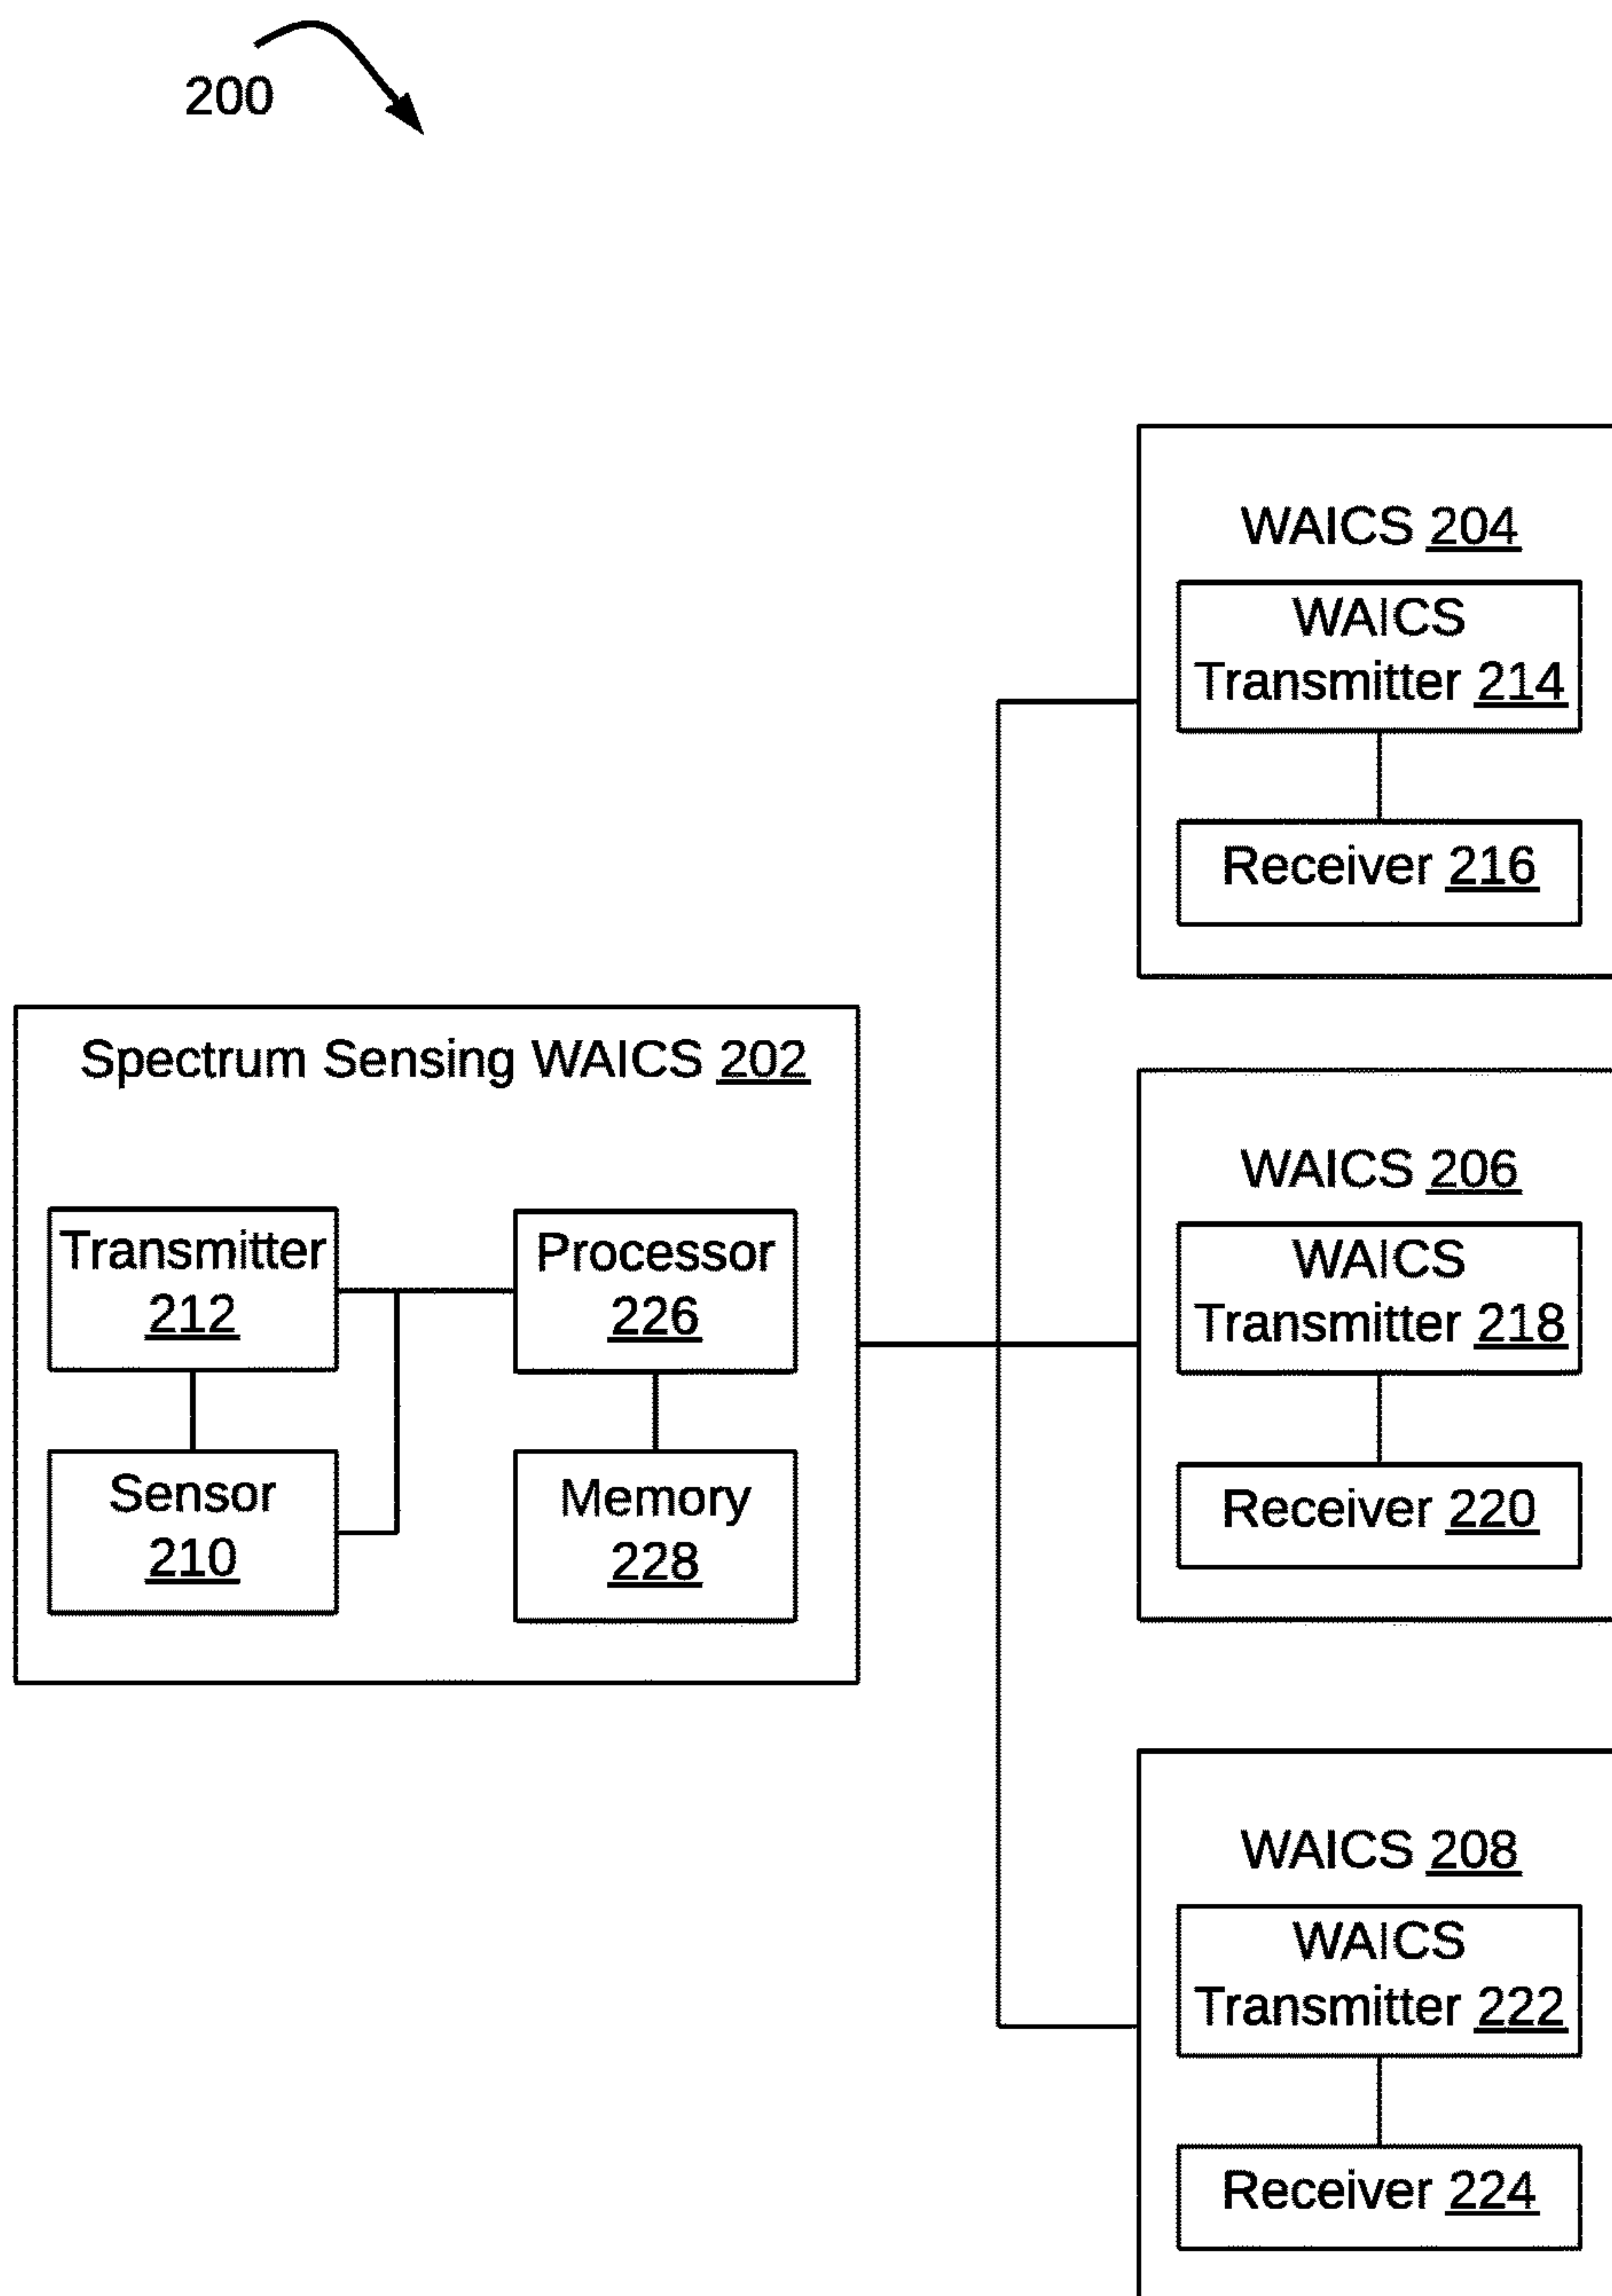 200
WAICS 204
WAICS
Transmitter 214
Receiver 216
Spectrum Sensing WAICS 202
Transmitter
212
Processor
226
Sensor
210
Memory
228
WAICS 206
WAICS
Transmitter 218
Receiver 220
WAICS 208
WAICS
Transmitter 222
Receiver 224